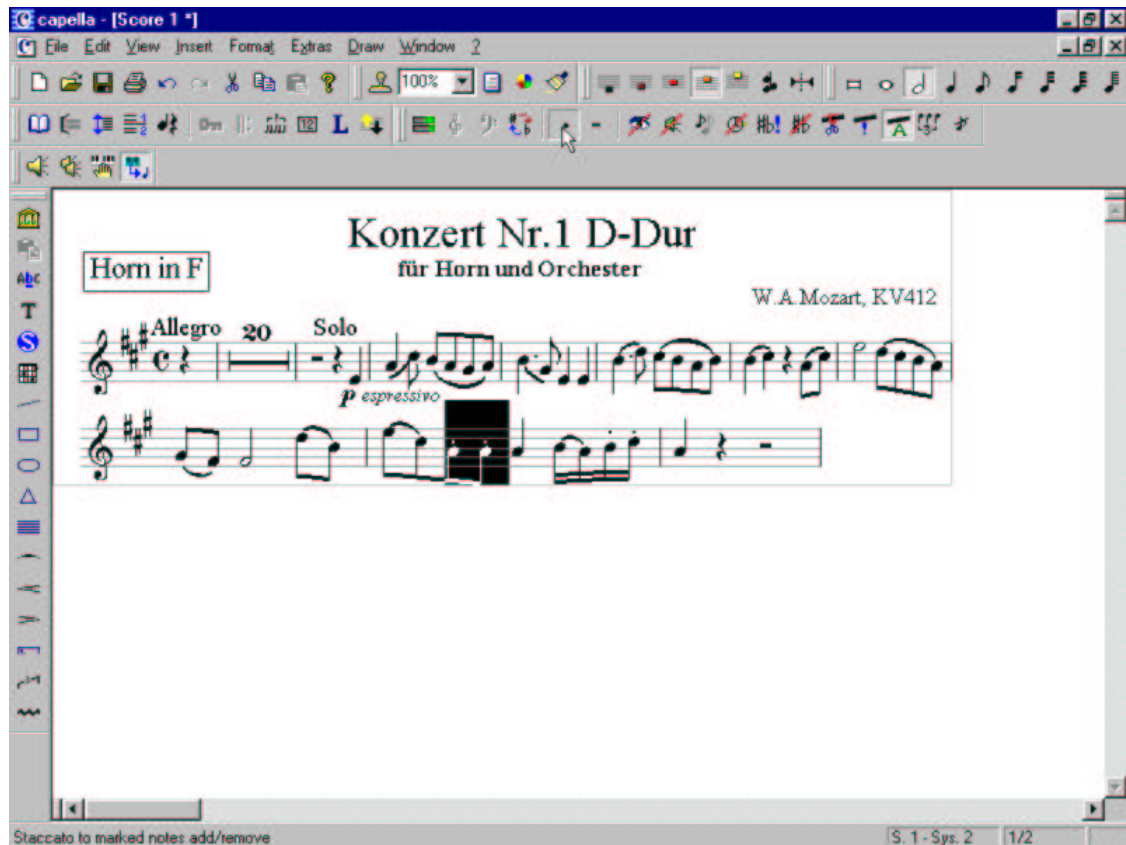 capella - [Score 1 *]
File Edit View Insert Format Extras Draw Window ?
100%
12 L
Abc
T
S
Konzert Nr.1 D-Dur
Horn in F
für Horn und Orchester
W.A.Mozart, KV412
Allegro 20 Solo
p espressivo
Staccato to marked notes add/remove
S. 1 - Sys. 2
1/2